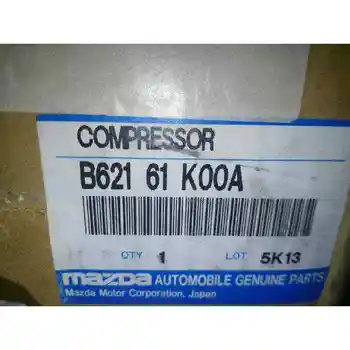 COMPRESSOR
B621 61 K00A
QTY 1 LOT 5K13
mazda AUTOMOBILE GENUINE PARTS
Mazda Motor Corporation, Japan